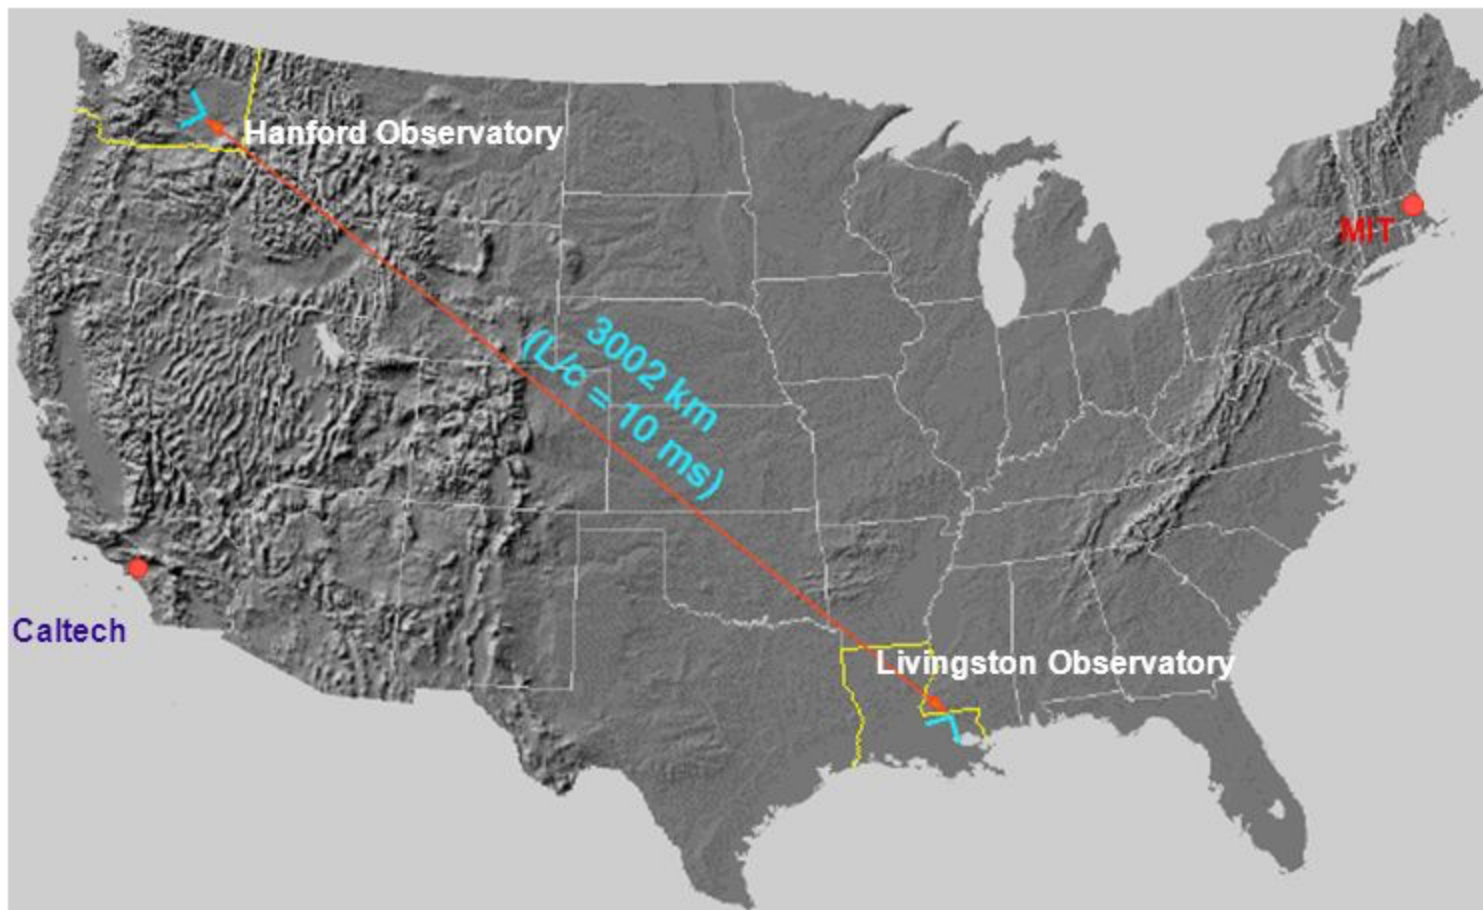 Hanford Observatory
MIT
3002 km
(L/c = 10 ms)
Caltech
Livingston Observatory